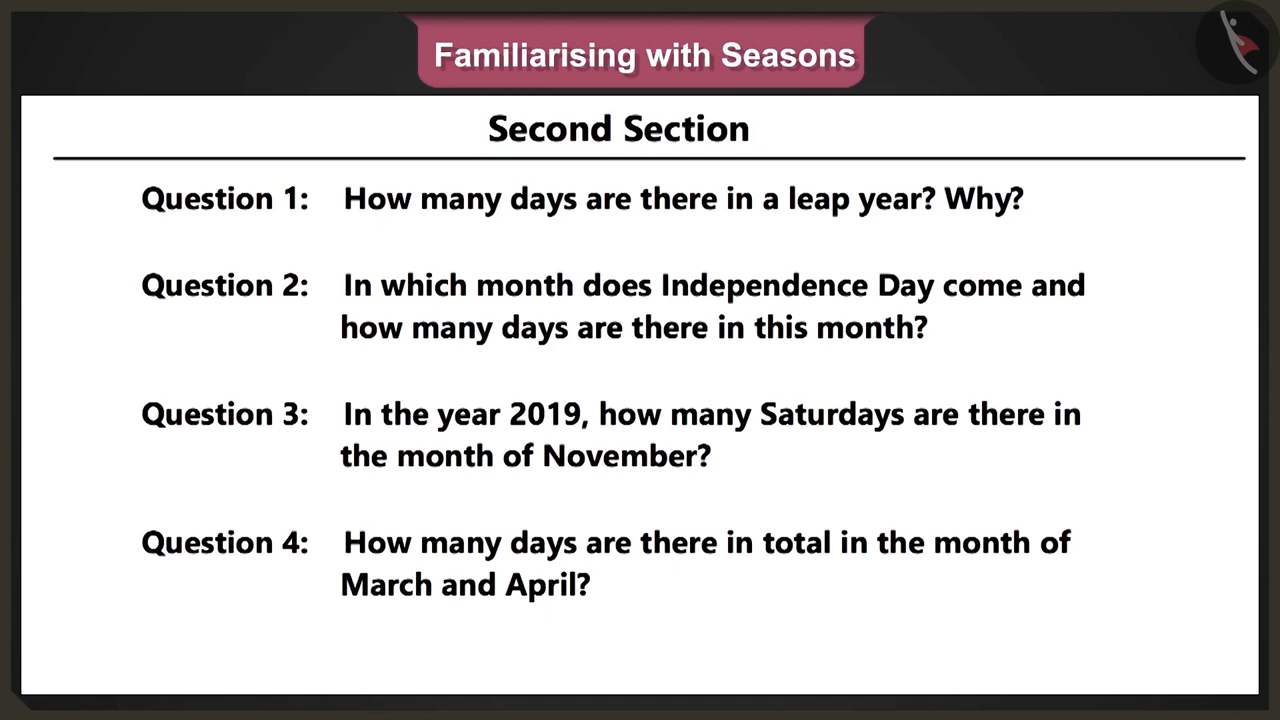 Familiarising with Seasons
Second Section
Question 1: How many days are there in a leap year? Why?
Question 2: In which month does Independence Day come and
how many days are there in this month?
Question 3: In the year 2019, how many Saturdays are there in
the month of November?
Question 4: How many days are there in total in the month of
March and April?